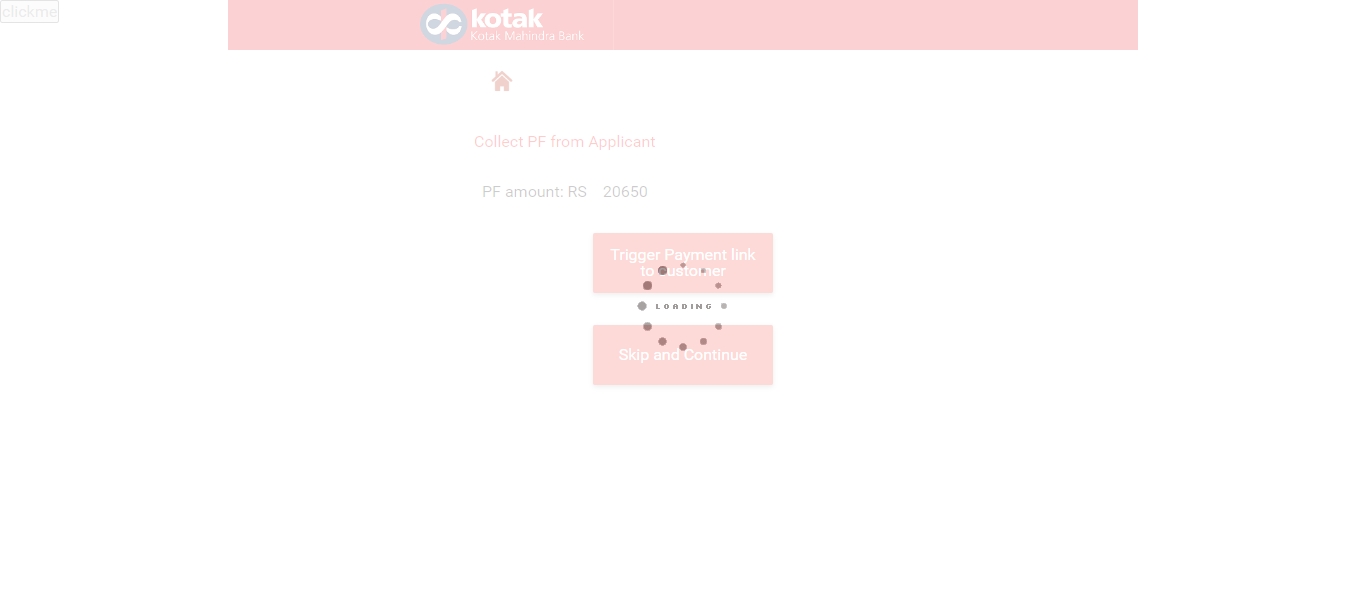 clickme
kotak
Kotak Mahindra Bank
Collect PF from Applicant
PF amount: RS 20650
Trigger Payment link
to customer
LOADING
Skip and Continue